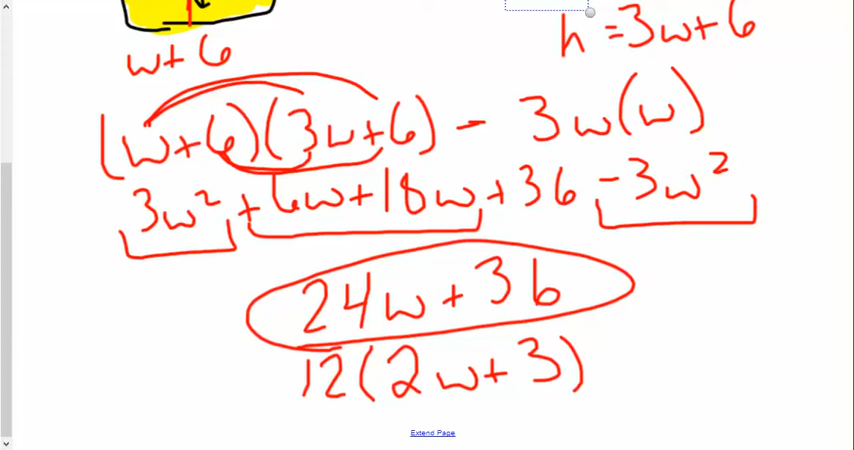 h = 3w + 6
w + 6
(w + 6)(3w + 6) - 3w(w)
3w² + 6w + 18w + 36 - 3w²
24w + 36
12(2w + 3)
Extend Page